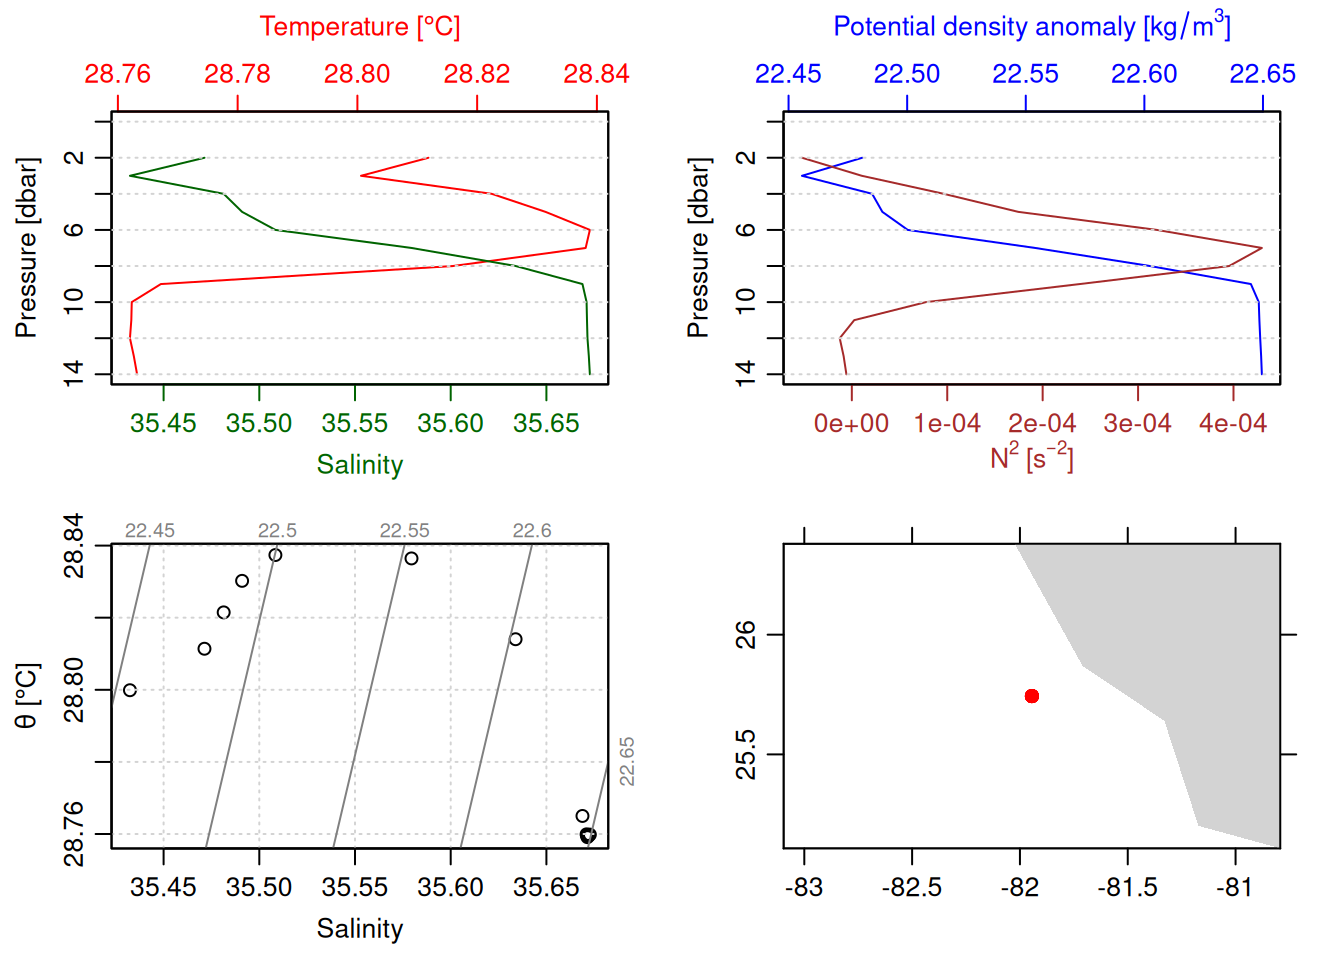 Temperature [°C]
28.76 28.78 28.80 28.82 28.84
Pressure [dbar]
2
6
10
14
35.45 35.50 35.55 35.60 35.65
Salinity
Potential density anomaly [kg/m³]
22.45 22.50 22.55 22.60 22.65
Pressure [dbar]
2
6
10
14
0e+00 1e-04 2e-04 3e-04 4e-04
N² [s⁻²]
22.45 22.5 22.55 22.6
22.65
θ [°C]
28.84
28.80
28.76
35.45 35.50 35.55 35.60 35.65
Salinity
26
25.5
-83 -82.5 -82 -81.5 -81